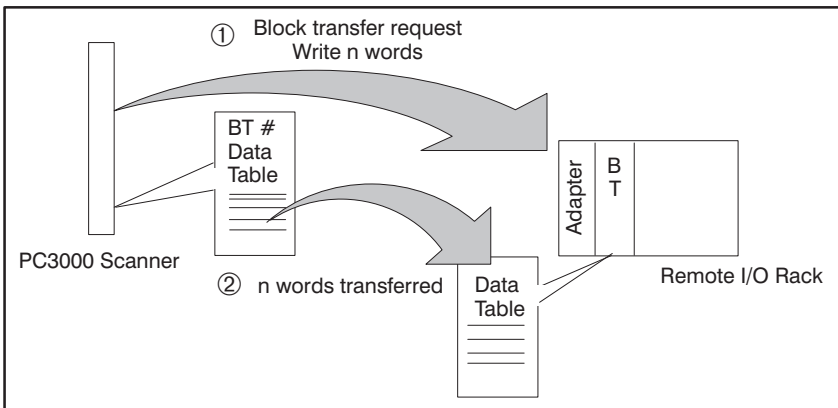 ① Block transfer request
Write n words
BT #
Data
Table
Adapter
B
T
PC3000 Scanner
Remote I/O Rack
② n words transferred
Data
Table